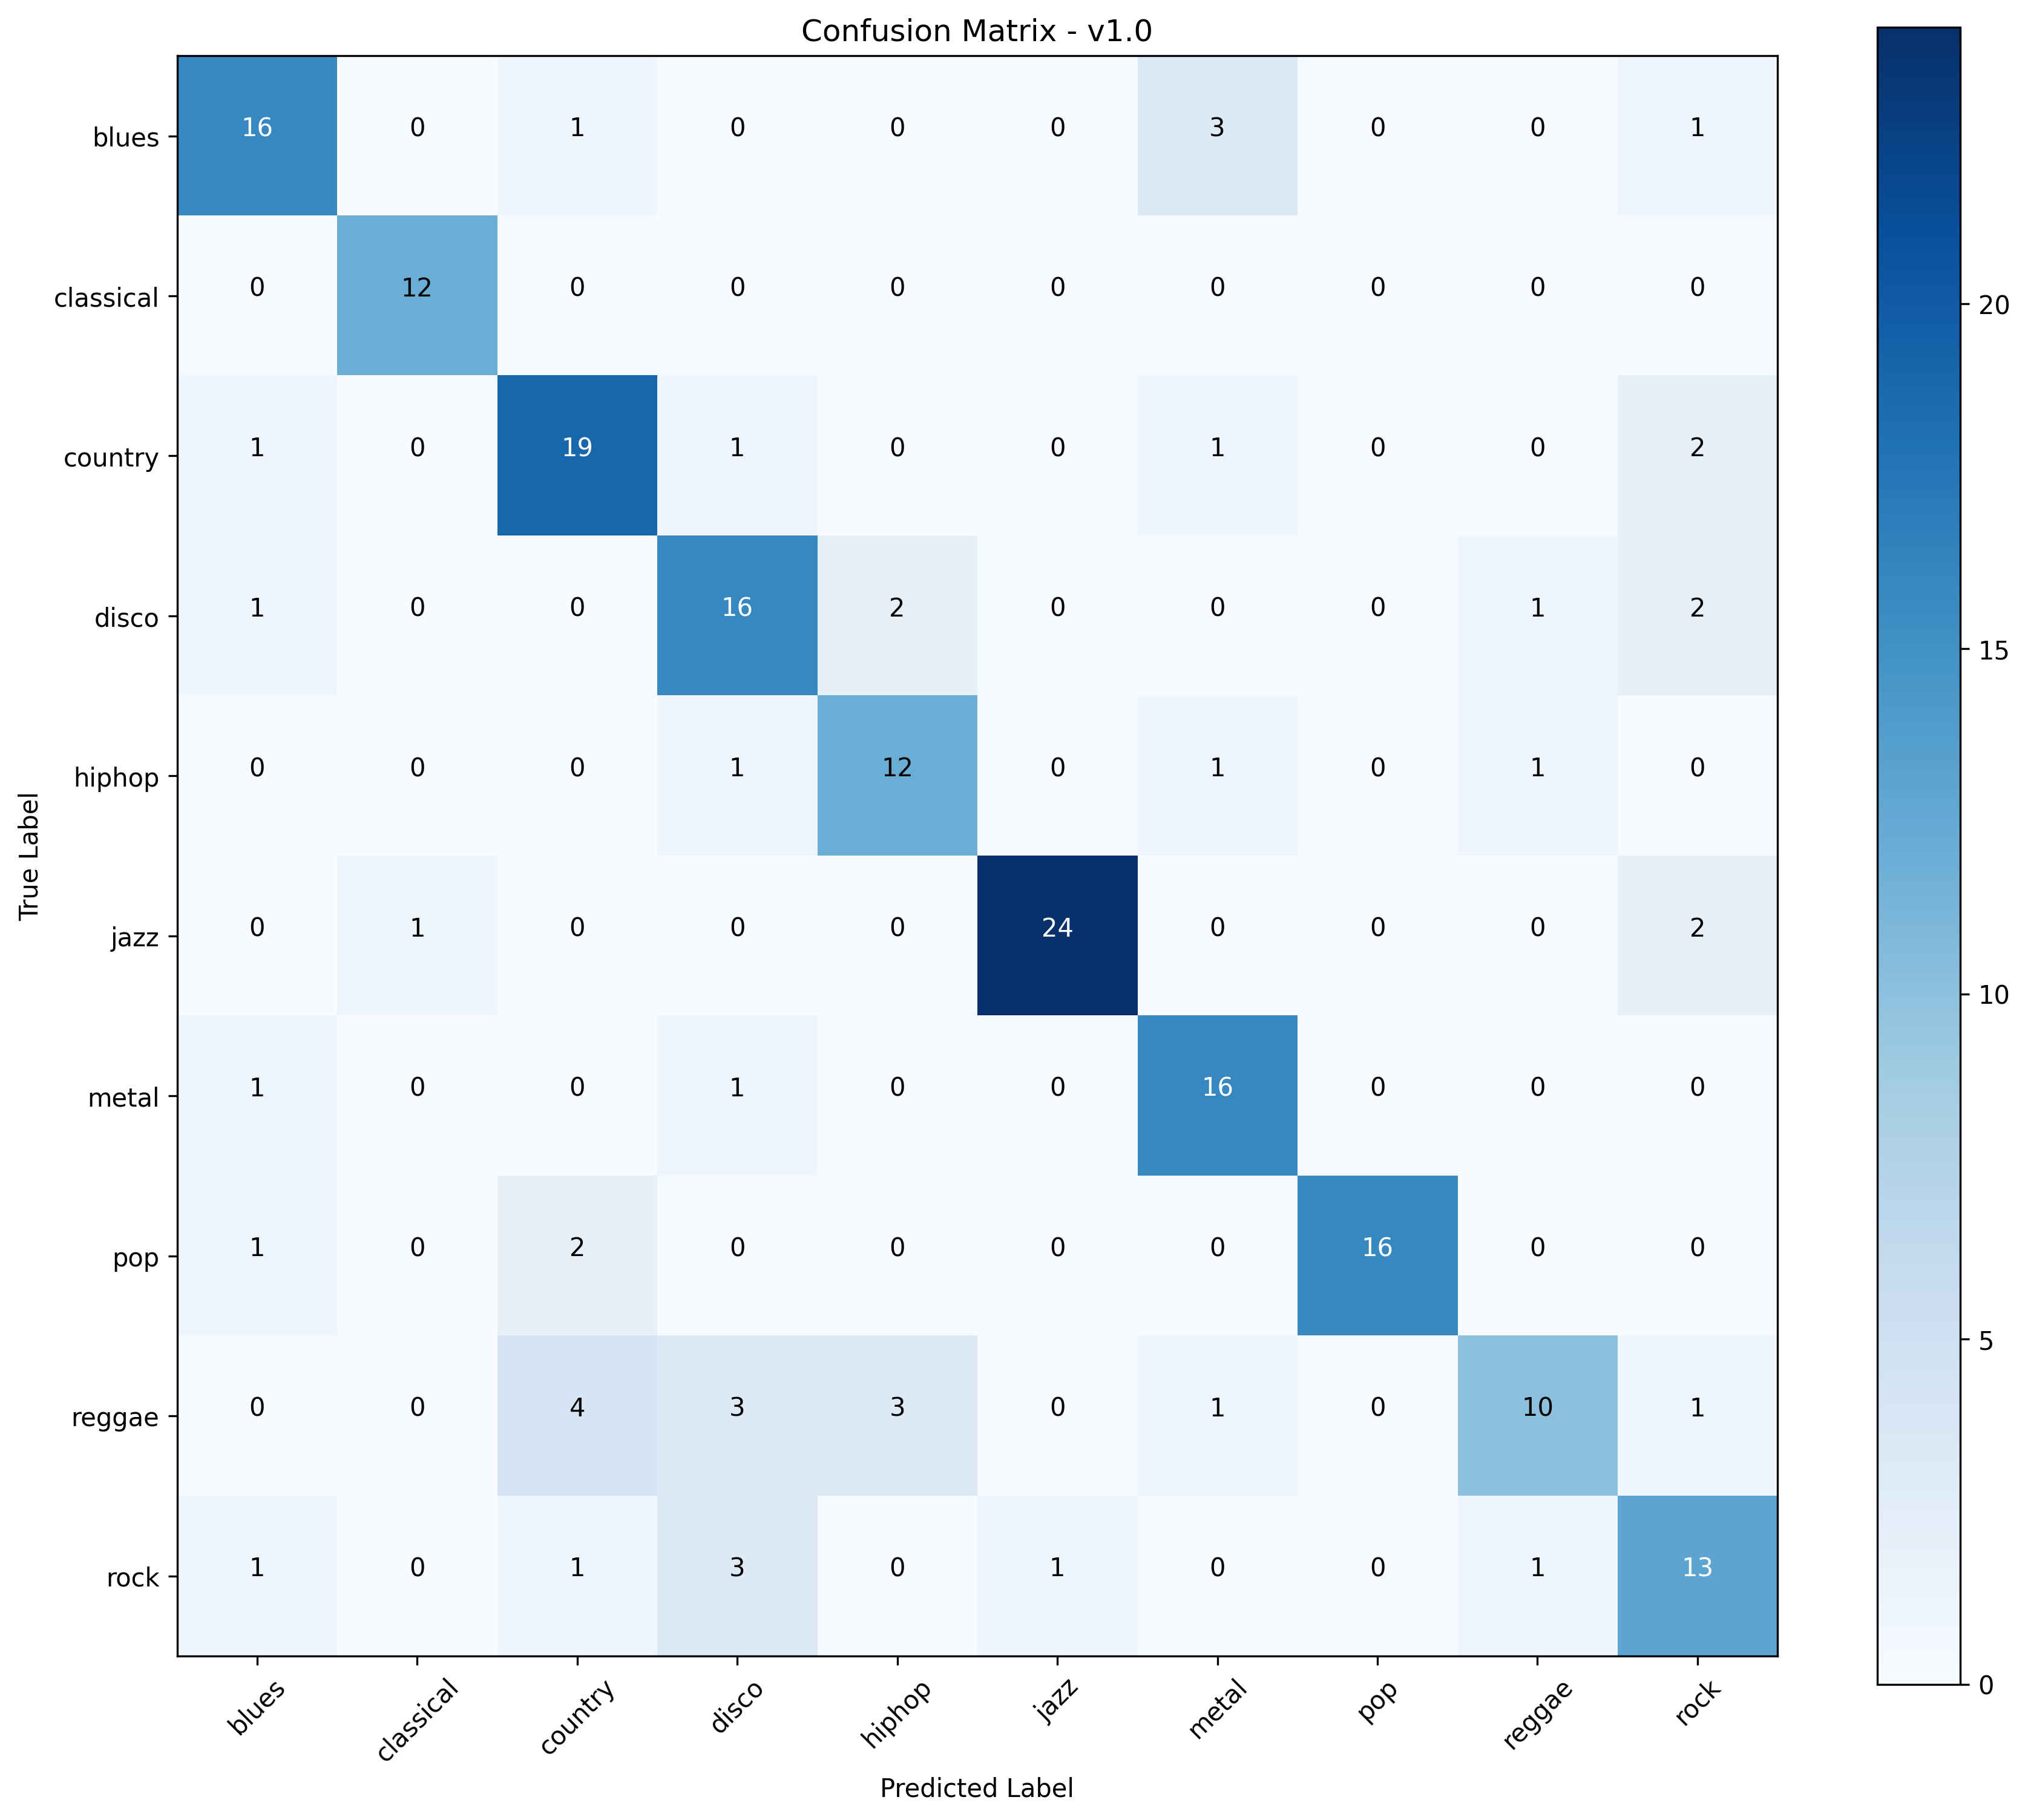 Confusion Matrix - v1.0
blues 16 0 1 0 0 0 3 0 0 1
classical 0 12 0 0 0 0 0 0 0 0
country 1 0 19 1 0 0 1 0 0 2
disco 1 0 0 16 2 0 0 0 1 2
hiphop 0 0 0 1 12 0 1 0 1 0
jazz 0 1 0 0 0 24 0 0 0 2
metal 1 0 0 1 0 0 16 0 0 0
pop 1 0 2 0 0 0 0 16 0 0
reggae 0 0 4 3 3 0 1 0 10 1
rock 1 0 1 3 0 1 0 0 1 13
blues classical country disco hiphop jazz metal pop reggae rock
Predicted Label
True Label
20
15
10
5
0